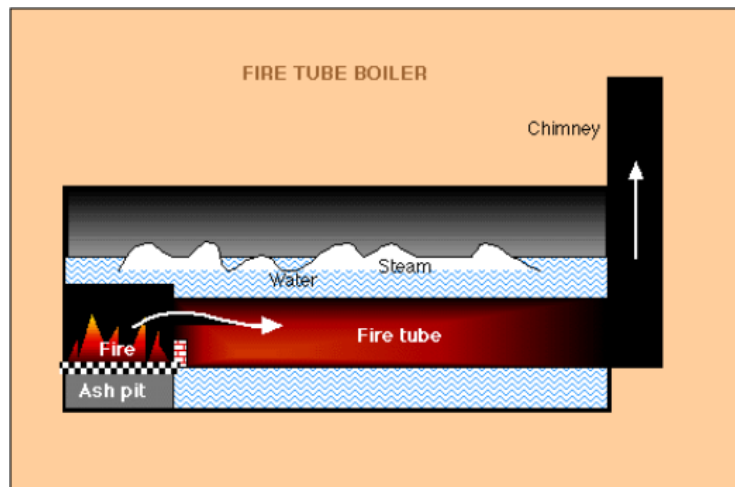 FIRE TUBE BOILER
Chimney
Steam
Water
Fire tube
Fire
Ash pit